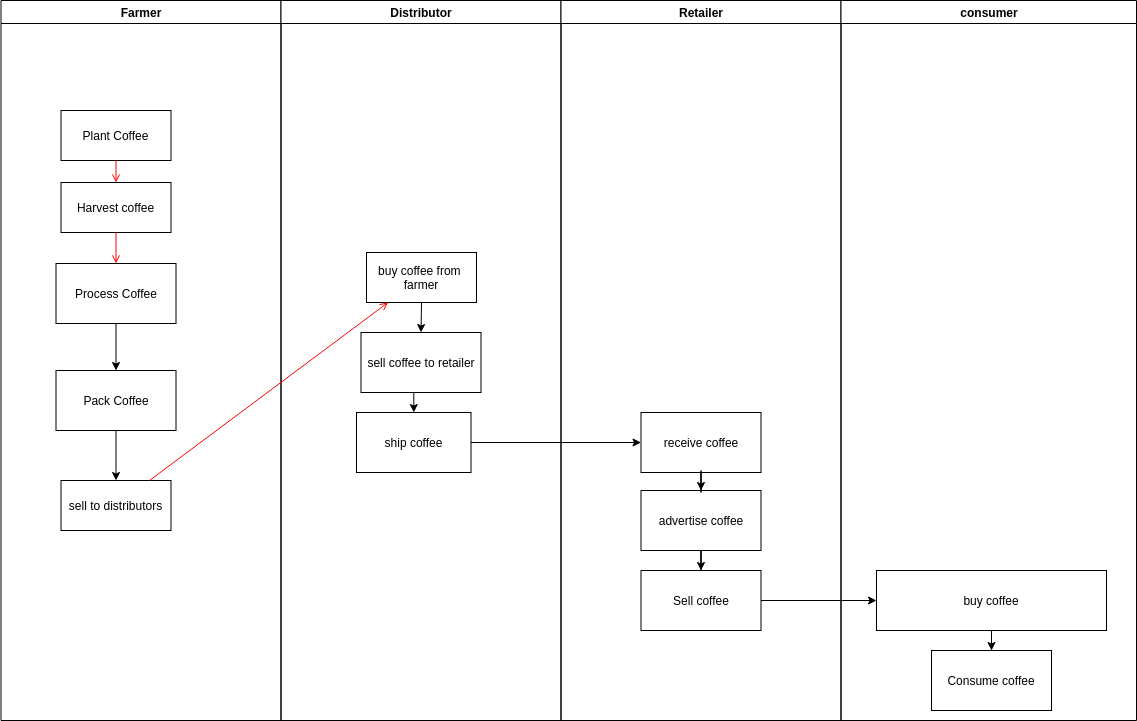 Farmer
Distributor
Retailer
consumer
Plant Coffee
Harvest coffee
Process Coffee
Pack Coffee
sell to distributors
buy coffee from
farmer
sell coffee to retailer
ship coffee
receive coffee
advertise coffee
Sell coffee
buy coffee
Consume coffee